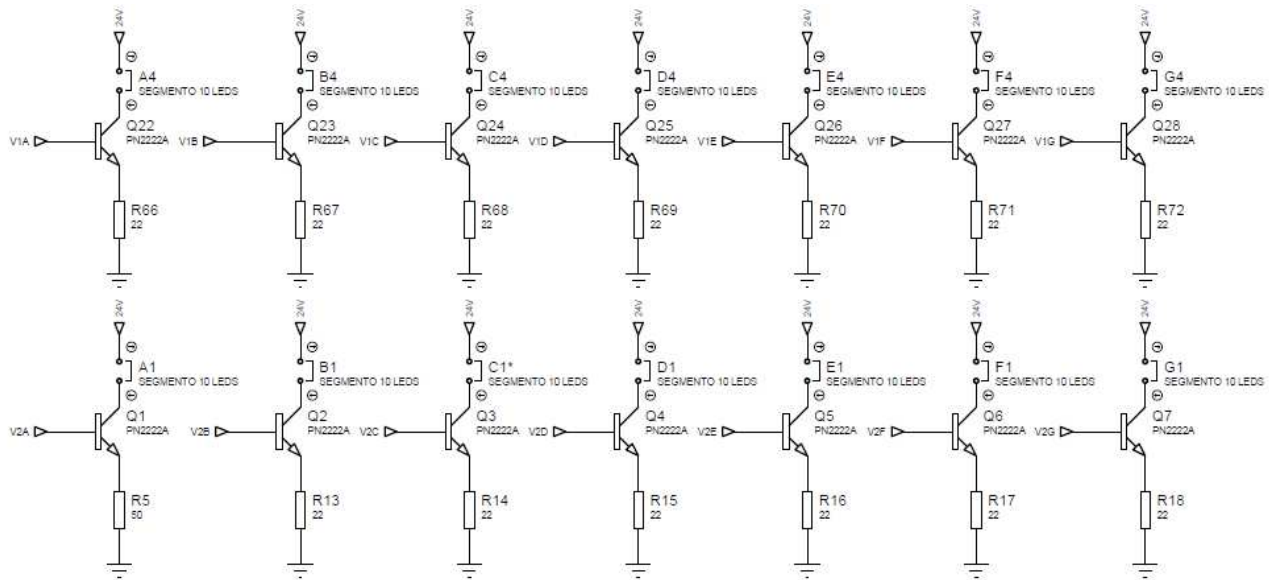 24V 24V 24V 24V 24V 24V 24V
A4 B4 C4 D4 E4 F4 G4
SEGMENTO 10 LEDS SEGMENTO 10 LEDS SEGMENTO 10 LEDS SEGMENTO 10 LEDS SEGMENTO 10 LEDS SEGMENTO 10 LEDS SEGMENTO 10 LEDS
Q22 Q23 Q24 Q25 Q26 Q27 Q28
V1A PN2222A V1B PN2222A V1C PN2222A V1D PN2222A V1E PN2222A V1F PN2222A V1G PN2222A
R66 R67 R68 R69 R70 R71 R72
22 22 22 22 22 22 22
24V 24V 24V 24V 24V 24V 24V
A1 B1 C1* D1 E1 F1 G1
SEGMENTO 10 LEDS SEGMENTO 10 LEDS SEGMENTO 10 LEDS SEGMENTO 10 LEDS SEGMENTO 10 LEDS SEGMENTO 10 LEDS SEGMENTO 10 LEDS
Q1 Q2 Q3 Q4 Q5 Q6 Q7
V2A PN2222A V2B PN2222A V2C PN2222A V2D PN2222A V2E PN2222A V2F PN2222A V2G PN2222A
R5 R13 R14 R15 R16 R17 R18
50 22 22 22 22 22 22